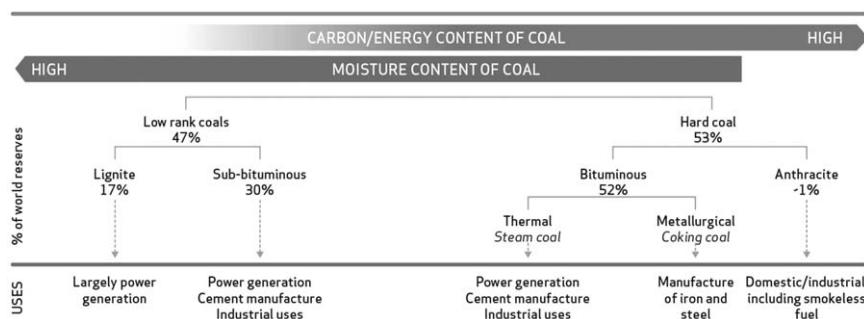 CARBON/ENERGY CONTENT OF COAL HIGH
HIGH MOISTURE CONTENT OF COAL
% of world reserves
Low rank coals
47%
Hard coal
53%
Lignite
17%
Sub-bituminous
30%
Bituminous
52%
Anthracite
-1%
Thermal
Steam coal
Metallurgical
Coking coal
USES
Largely power
generation
Power generation
Cement manufacture
Industrial uses
Power generation
Cement manufacture
Industrial uses
Manufacture
of iron and
steel
Domestic/industrial
including smokeless
fuel